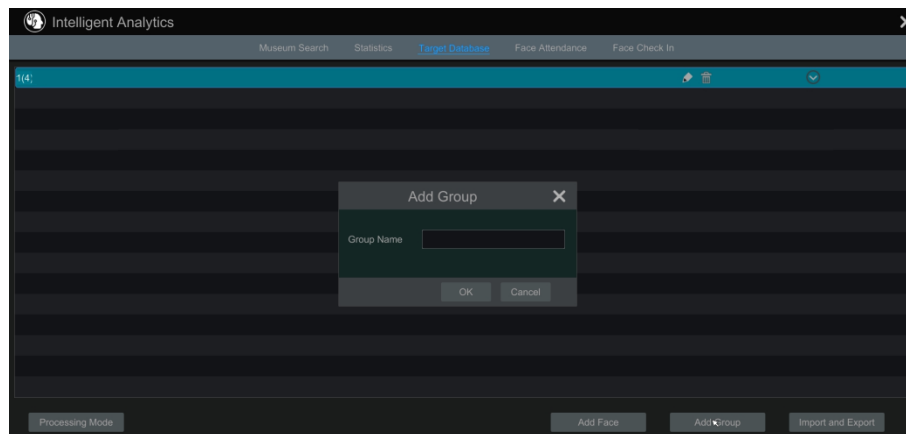 Intelligent Analytics
Museum Search Statistics Target Database Face Attendance Face Check In
1(4)
Add Group
Group Name
OK Cancel
Processing Mode Add Face Add Group Import and Export